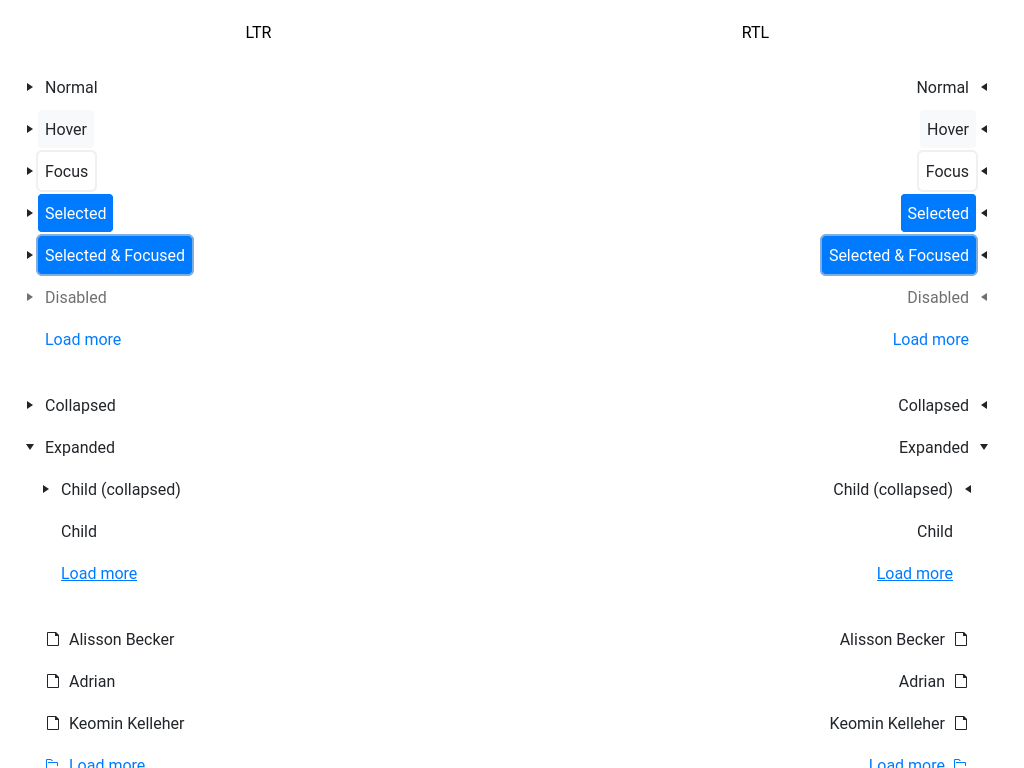 LTR
RTL
Normal
Normal
Hover
Hover
Focus
Focus
Selected
Selected
Selected & Focused
Selected & Focused
Disabled
Disabled
Load more
Load more
Collapsed
Collapsed
Expanded
Expanded
Child (collapsed)
Child (collapsed)
Child
Child
Load more
Load more
Alisson Becker
Alisson Becker
Adrian
Adrian
Keomin Kelleher
Keomin Kelleher
Load more
Load more